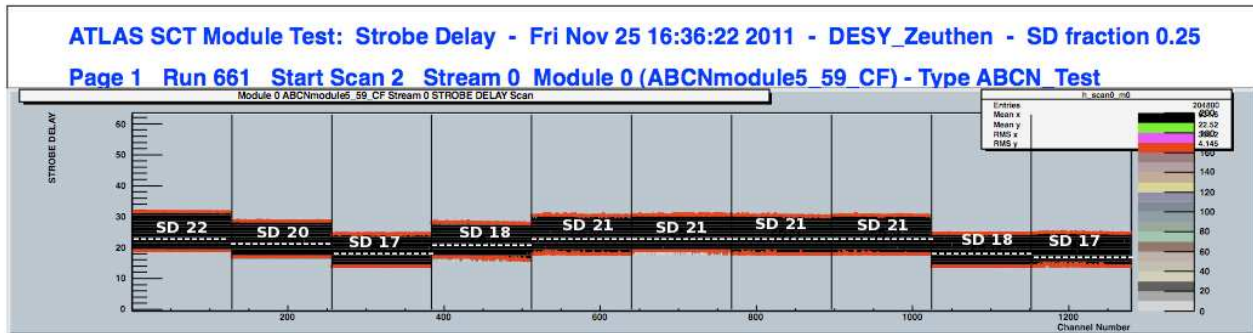 ATLAS SCT Module Test: Strobe Delay - Fri Nov 25 16:36:22 2011 - DESY_Zeuthen - SD fraction 0.25
Page 1 Run 661 Start Scan 2 Stream 0 Module 0 (ABCNmodule5_59_CF) - Type ABCN_Test
Module 0 ABCNmodule5_59_CF Stream 0 STROBE DELAY Scan
h_scan0_m0
Entries 204800
Mean x
Mean y 22.52
RMS x
RMS y 4.145
STROBE DELAY
60
50
40
30
20
10
0
SD 22
SD 20
SD 17
SD 18
SD 21
SD 21
SD 21
SD 21
SD 18
SD 17
160
140
120
100
80
60
40
20
0
200
400
600
800
1000
1200
Channel Number